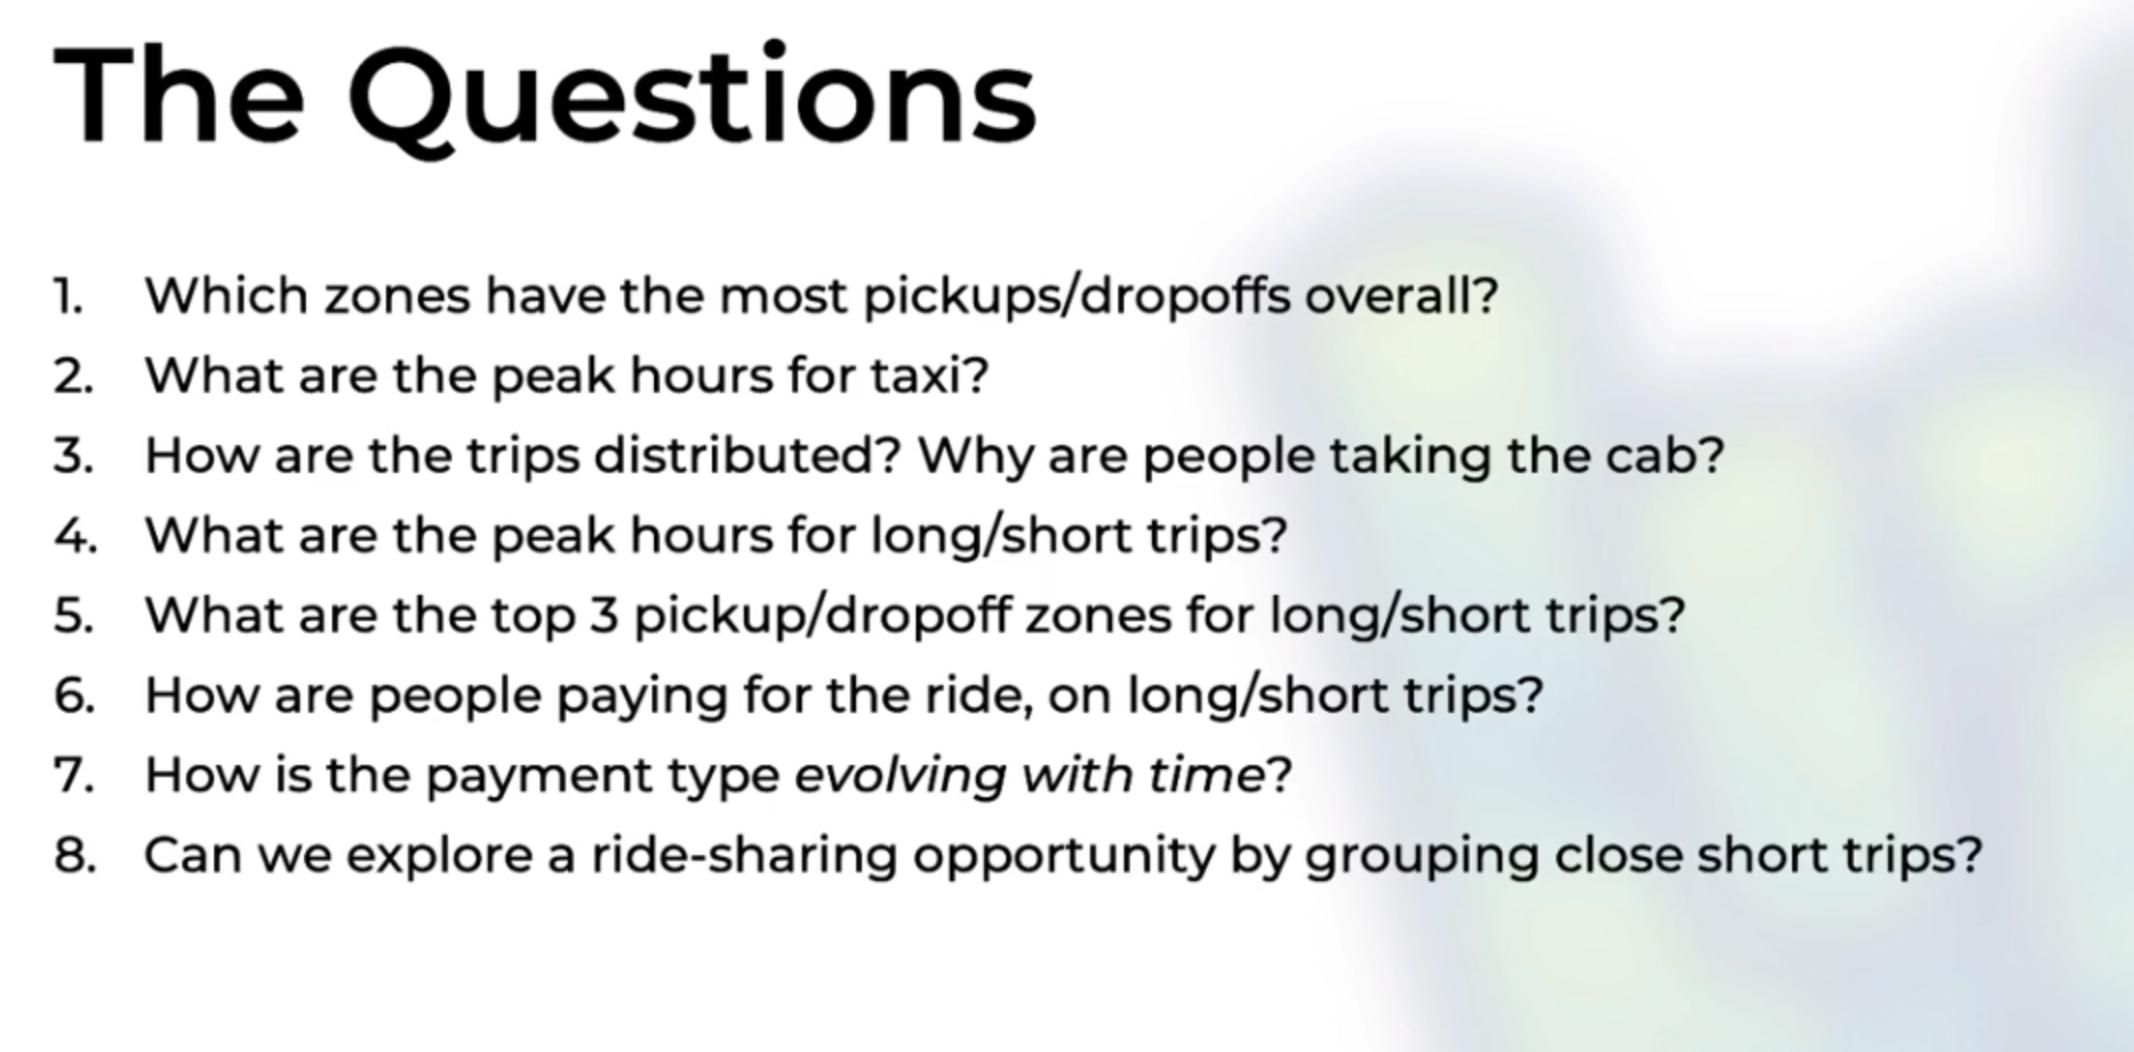 The Questions
1. Which zones have the most pickups/dropoffs overall?
2. What are the peak hours for taxi?
3. How are the trips distributed? Why are people taking the cab?
4. What are the peak hours for long/short trips?
5. What are the top 3 pickup/dropoff zones for long/short trips?
6. How are people paying for the ride, on long/short trips?
7. How is the payment type evolving with time?
8. Can we explore a ride-sharing opportunity by grouping close short trips?